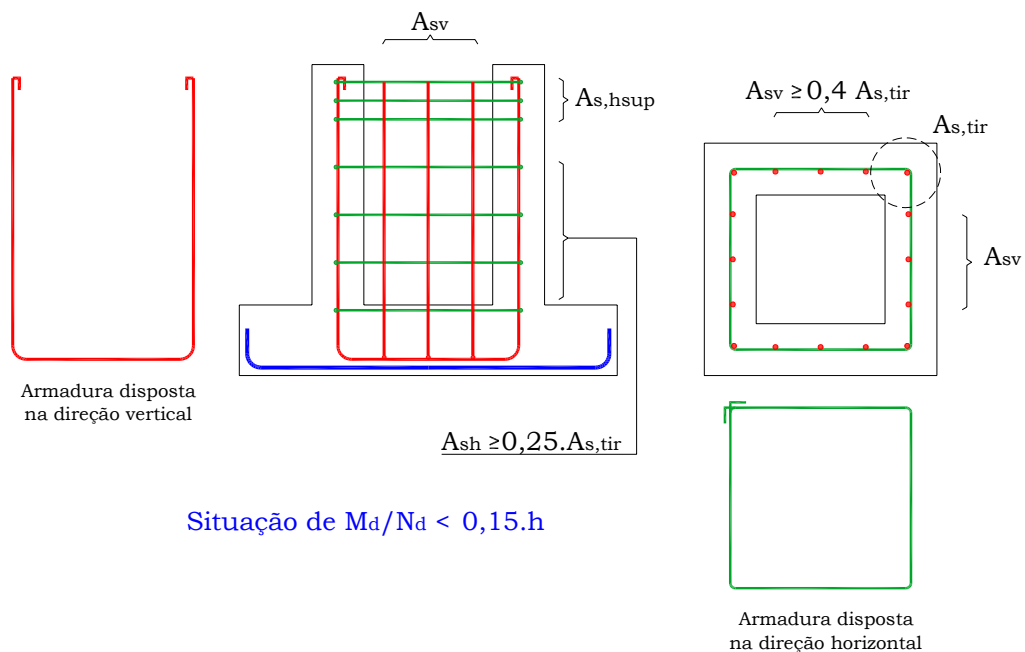 Asv
As,hsup
Asv ≥0,4 As,tir
As,tir
Asv
Armadura disposta
na direção vertical
Ash ≥0,25.As,tir
Situação de Md/Nd < 0,15.h
Armadura disposta
na direção horizontal